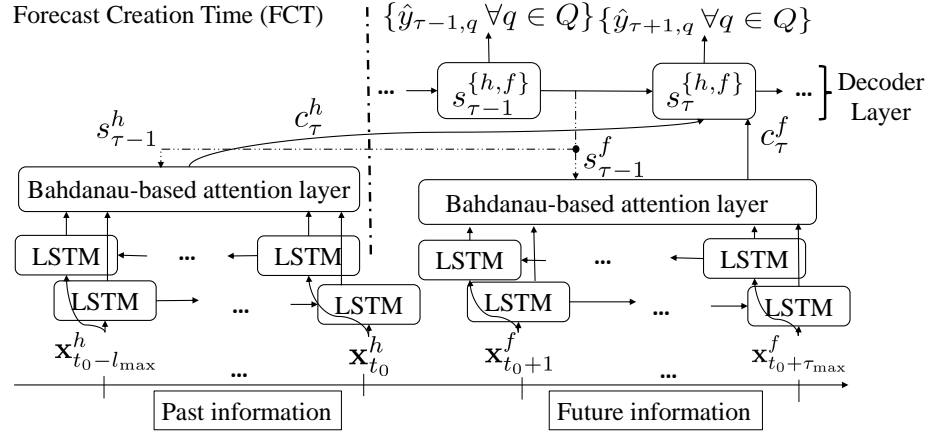 Forecast Creation Time (FCT)
{ŷ_{τ−1,q} ∀q ∈ Q} {ŷ_{τ+1,q} ∀q ∈ Q}
... s_{τ−1}^{{h,f}} s_τ^{{h,f}} ...
Decoder
Layer
s_{τ−1}^h c_τ^h s_{τ−1}^f c_τ^f
Bahdanau-based attention layer
Bahdanau-based attention layer
LSTM ... LSTM LSTM ... LSTM
LSTM ... LSTM LSTM ... LSTM
x_{t_0−l_max}^h x_{t_0}^h x_{t_0+1}^f x_{t_0+τ_max}^f
... ...
Past information Future information